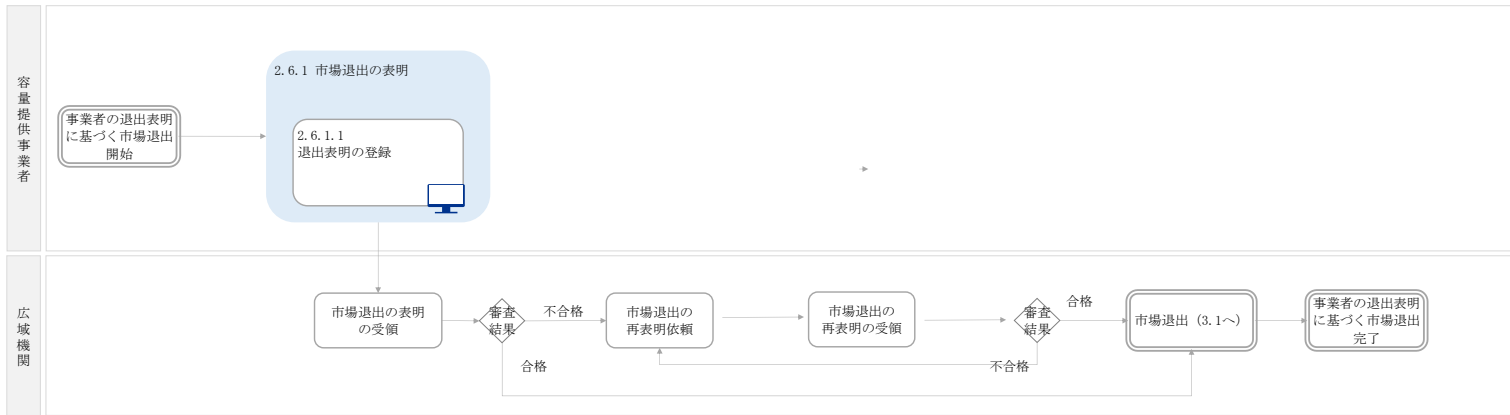 容量提供事業者
事業者の退出表明
に基づく市場退出
開始
2.6.1 市場退出の表明
2.6.1.1
退出表明の登録
広域機関
市場退出の表明
の受領
審査
結果
不合格
合格
市場退出の
再表明依頼
市場退出の
再表明の受領
審査
結果
合格
不合格
市場退出（3.1へ）
事業者の退出表明
に基づく市場退出
完了